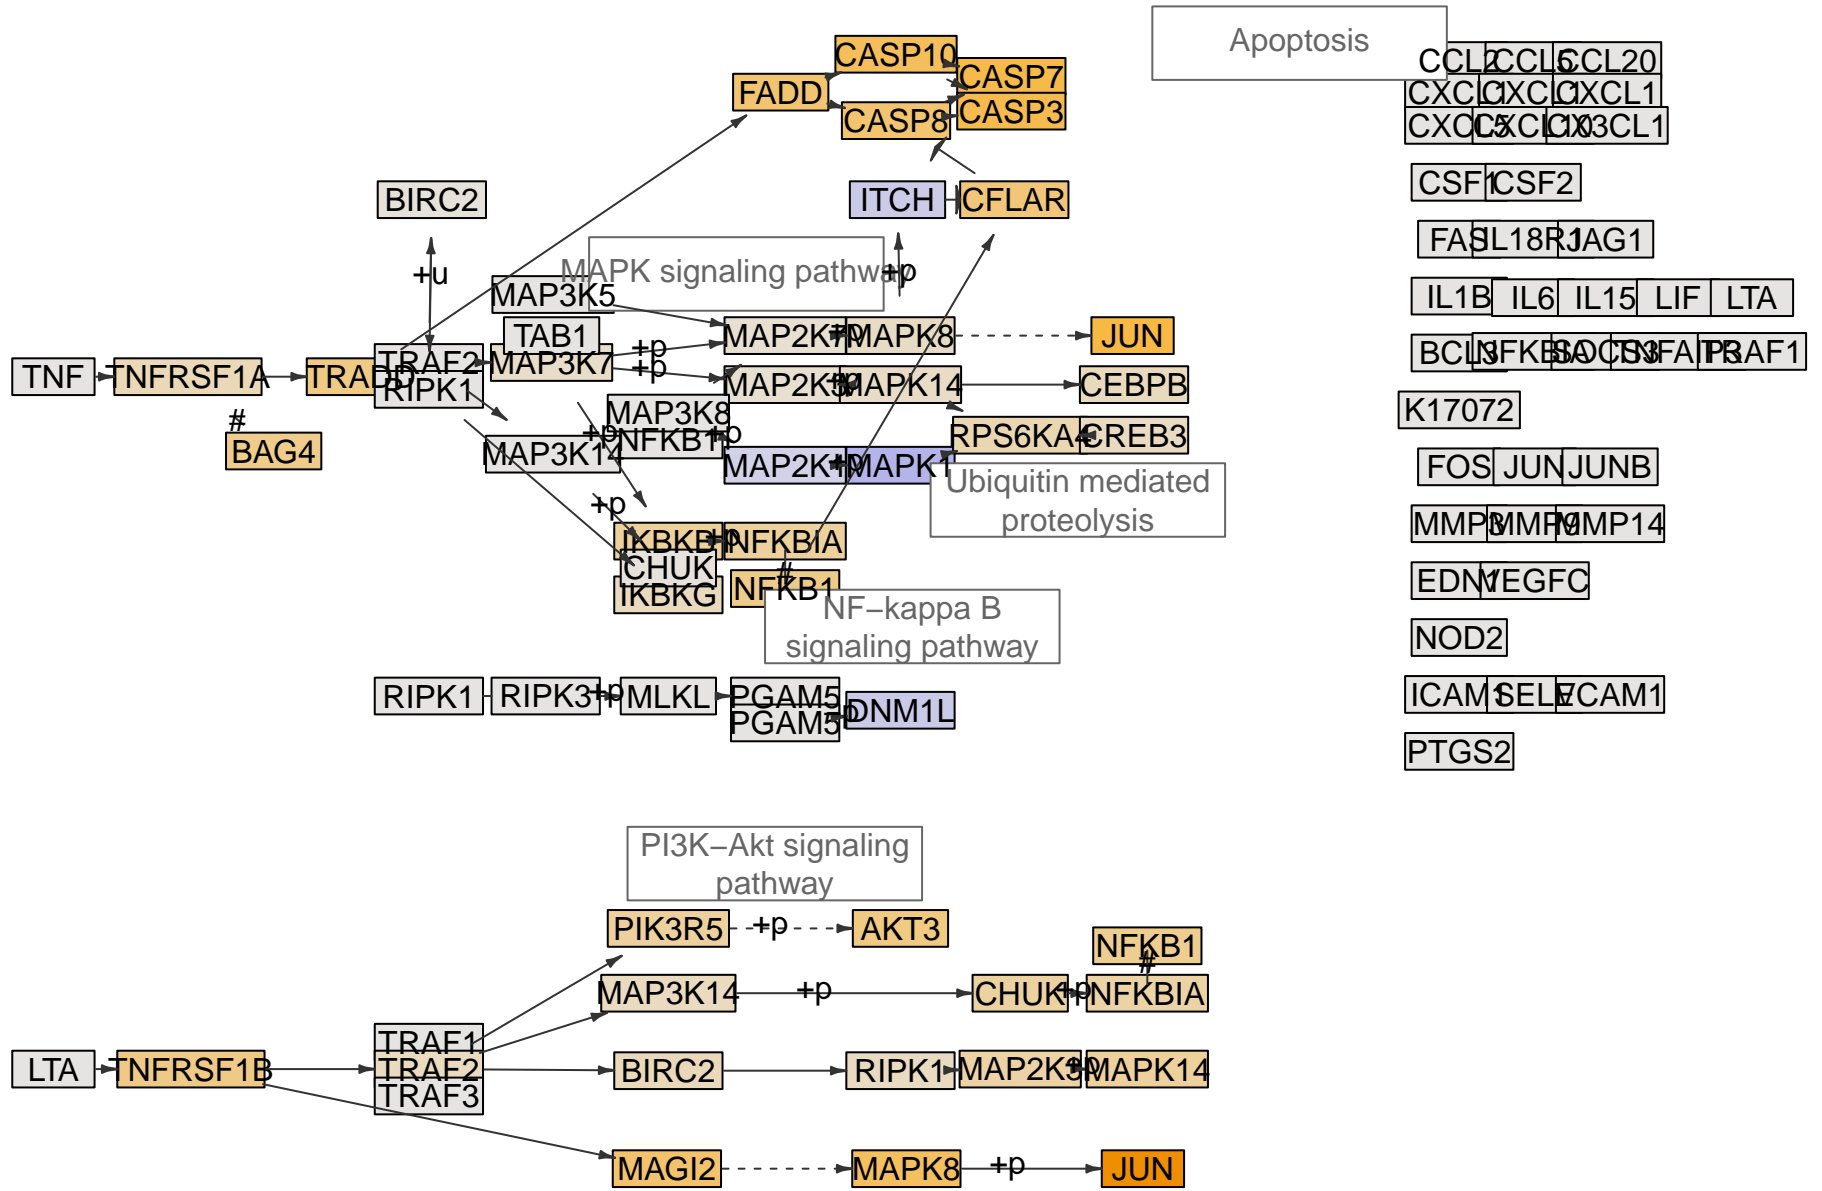 Apoptosis
CASP10
CASP7
FADD
CASP3
CASP8
CCL2 CCL5 CCL20
CXCL1 CXCL1 CXCL1
CXCL5 CXCL10 CX3CL1
BIRC2
ITCH
CFLAR
CSF1 CSF2
FAS IL18R1 JAG1
MAPK signaling pathway
+p
+u
MAP3K5
IL1B IL6 IL15 LIF LTA
TAB1
MAP2K7
+p
MAPK8
JUN
+p
BCL3 NFKBIA SOCS3 TNFAIP3 TRAF1
TNF
TNFRSF1A
TRADD
TRAF2
RIPK1
MAP3K7
+p
MAP2K3
+p
MAPK14
CEBPB
K17072
#
BAG4
MAP3K8
NFKB1
+p
+p
MAP3K14
RPS6KA4
CREB3
MAP2K1
+p
MAPK1
FOS JUN JUNB
Ubiquitin mediated
proteolysis
+p
MMP3 MMP9 MMP14
IKBKB
+p
NFKBIA
CHUK
#
IKBKG
NFKB1
EDN1 VEGFC
NF−kappa B
signaling pathway
NOD2
RIPK1
RIPK3
+p
MLKL
PGAM5
PGAM5
+p
DNM1L
ICAM1 SELE VCAM1
PTGS2
PI3K−Akt signaling
pathway
PIK3R5
+p
AKT3
NFKB1
#
MAP3K14
+p
CHUK
+p
NFKBIA
LTA
TNFRSF1B
TRAF1
TRAF2
TRAF3
BIRC2
RIPK1
MAP2K3
+p
MAPK14
MAGI2
MAPK8
+p
JUN